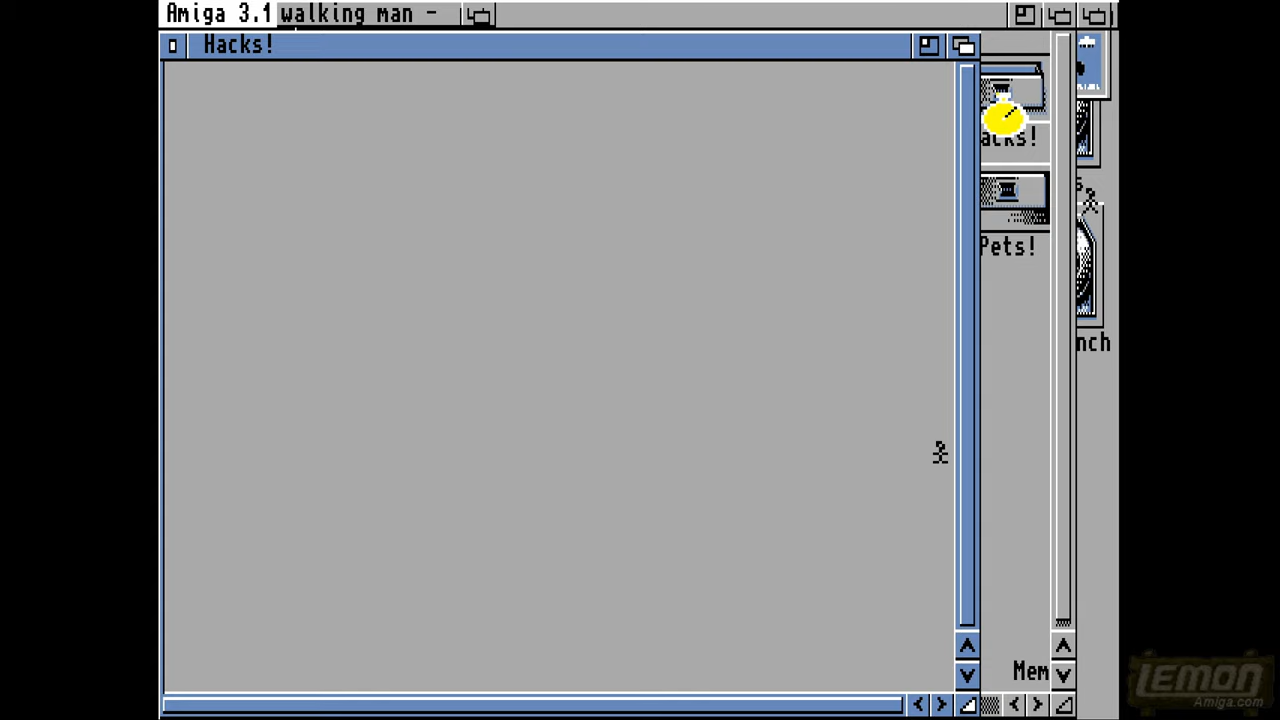 Amiga 3.1 walking man -
Hacks!
acks!
Pets!
nch
Mem
LEMON
Amiga.com